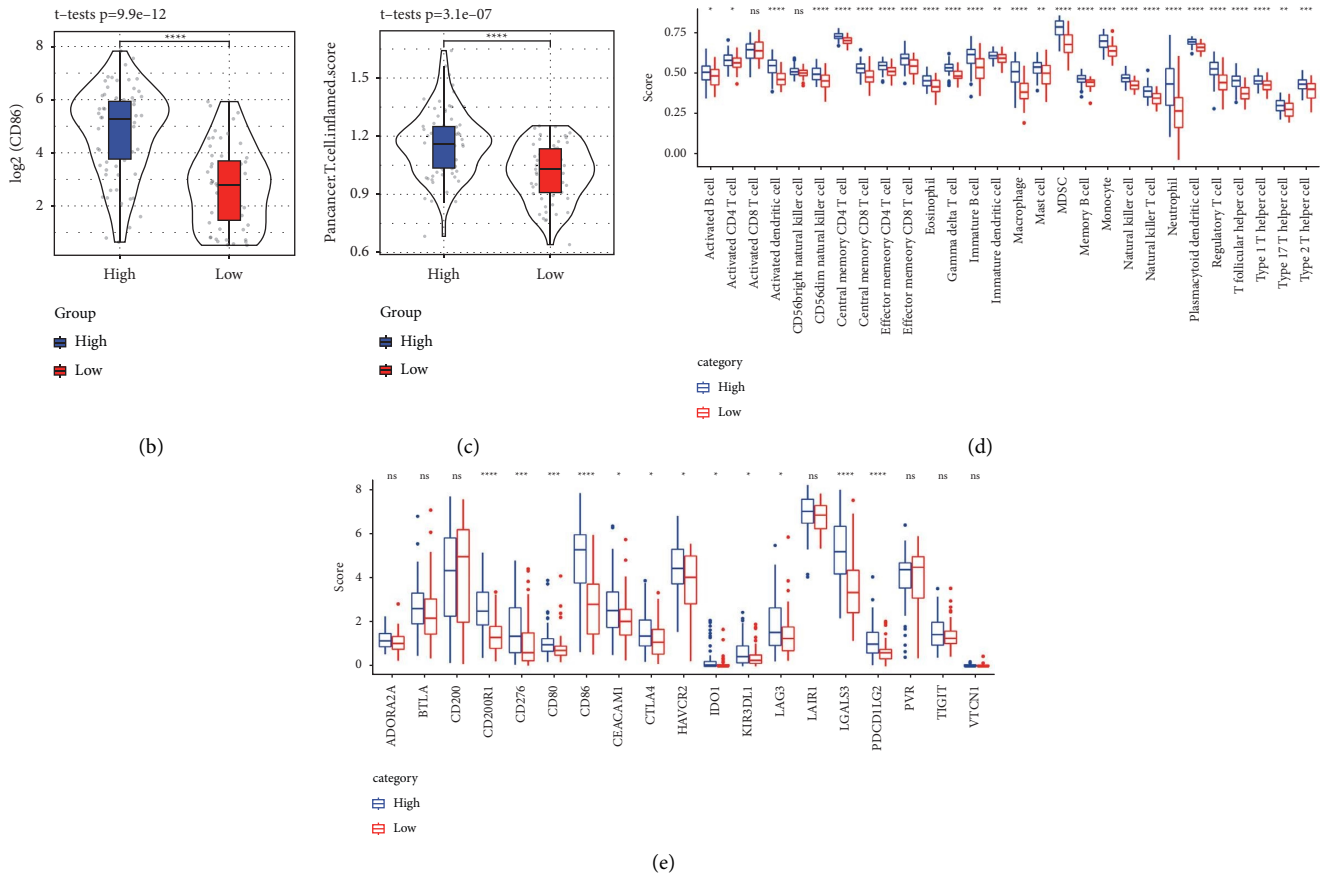 t−tests p=9.9e−12
****
log2 (CD86)
8
6
4
2
High
Low
Group
High
Low
(b)
t−tests p=3.1e−07
****
Pancancer.T.cell.inflamed.score
1.5
1.2
0.9
0.6
High
Low
Group
High
Low
(c)
* * ns **** ns **** **** **** **** **** **** **** **** ** **** ** **** **** **** **** **** **** **** **** **** **** ** ***
Score
0.75
0.50
0.25
0.00
Activated B cell
Activated CD4 T cell
Activated CD8 T cell
Activated dendritic cell
CD56bright natural killer cell
CD56dim natural killer cell
Central memory CD4 T cell
Central memory CD8 T cell
Effector memeory CD4 T cell
Effector memeory CD8 T cell
Eosinophil
Gamma delta T cell
Immature B cell
Immature dendritic cell
Macrophage
Mast cell
MDSC
Memory B cell
Monocyte
Natural killer cell
Natural killer T cell
Neutrophil
Plasmacytoid dendritic cell
Regulatory T cell
T follicular helper cell
Type 1 T helper cell
Type 17 T helper cell
Type 2 T helper cell
category
High
Low
(d)
ns ns ns **** *** *** **** * * * * * * ns **** **** ns ns ns
Score
8
6
4
2
0
ADORA2A
BTLA
CD200
CD200R1
CD276
CD80
CD86
CEACAM1
CTLA4
HAVCR2
IDO1
KIR3DL1
LAG3
LAIR1
LGALS3
PDCD1LG2
PVR
TIGIT
VTCN1
category
High
Low
(e)